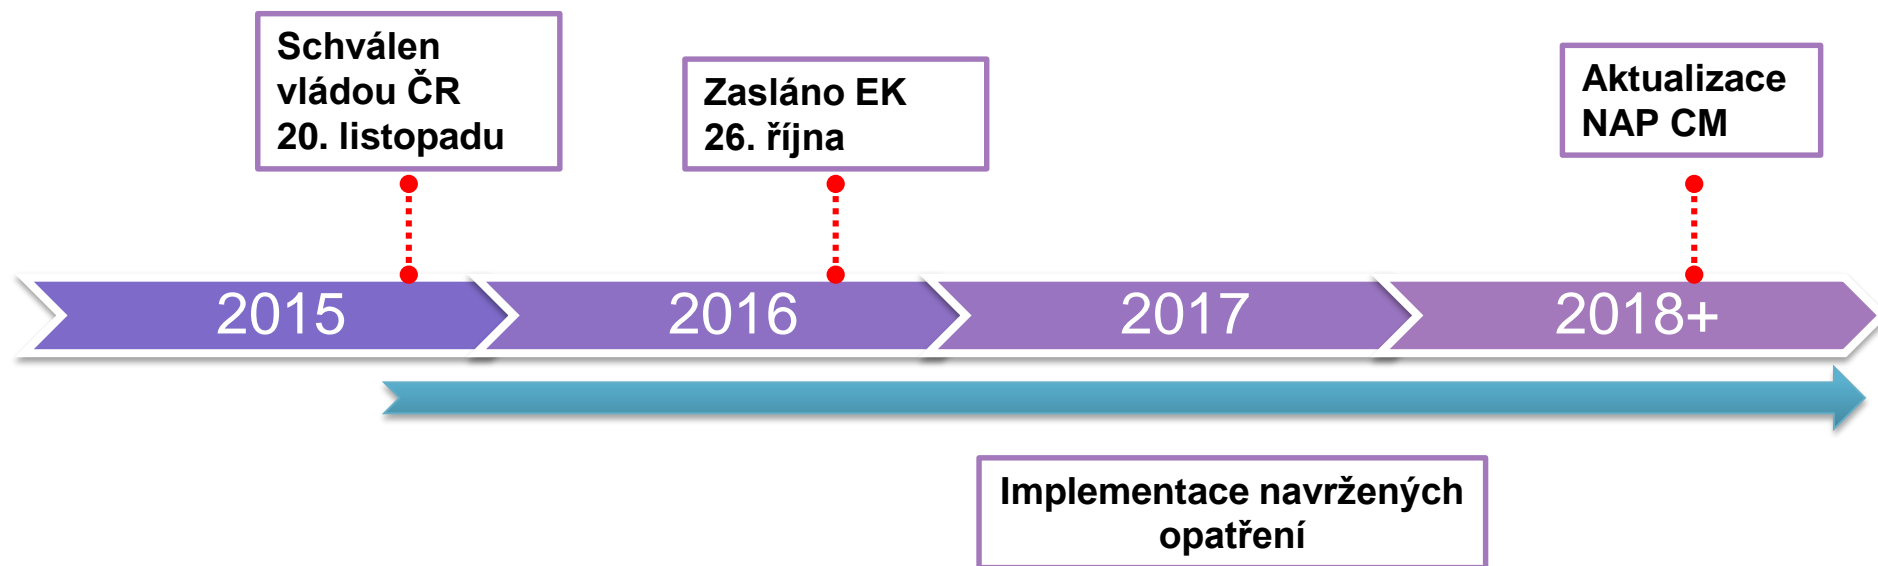 Schválen
vládou ČR
20. listopadu
Zasláno EK
26. října
Aktualizace
NAP CM
2015
2016
2017
2018+
Implementace navržených
opatření